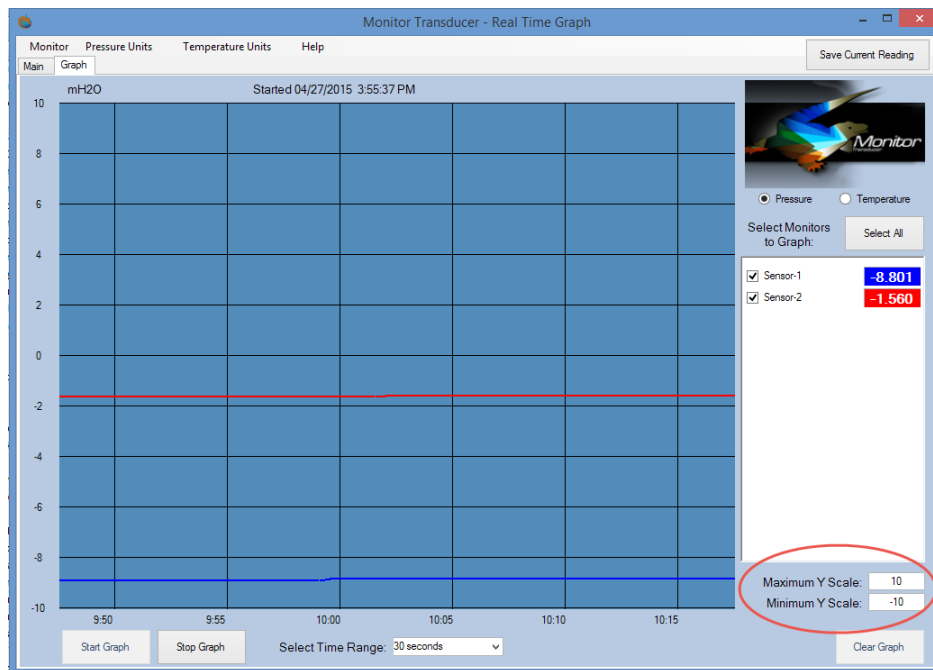 Monitor Transducer - Real Time Graph
Monitor Pressure Units Temperature Units Help
Save Current Reading
Main Graph
mH2O Started 04/27/2015 3:55:37 PM
10
8
6
4
2
0
-2
-4
-6
-8
-10
9:50 9:55 10:00 10:05 10:10 10:15
Start Graph Stop Graph Select Time Range: 30 seconds
Monitor
Transducer
Pressure Temperature
Select Monitors
to Graph:
Select All
Sensor-1 -8.801
Sensor-2 -1.560
Maximum Y Scale: 10
Minimum Y Scale: -10
Clear Graph